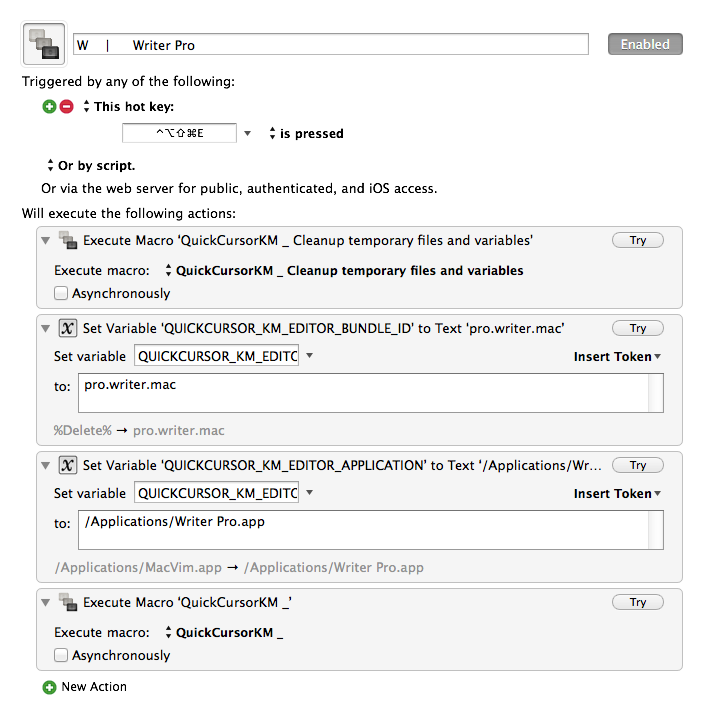 W | Writer Pro
Enabled
Triggered by any of the following:
This hot key:
^⌥⇧⌘E
is pressed
Or by script.
Or via the web server for public, authenticated, and iOS access.
Will execute the following actions:
Execute Macro ‘QuickCursorKM _ Cleanup temporary files and variables’
Try
Execute macro: QuickCursorKM _ Cleanup temporary files and variables
Asynchronously
Set Variable ‘QUICKCURSOR_KM_EDITOR_BUNDLE_ID’ to Text ‘pro.writer.mac’
Try
Set variable QUICKCURSOR_KM_EDITC Insert Token
to: pro.writer.mac
%Delete% → pro.writer.mac
Set Variable ‘QUICKCURSOR_KM_EDITOR_APPLICATION’ to Text ‘/Applications/Wr...
Try
Set variable QUICKCURSOR_KM_EDITC Insert Token
to: /Applications/Writer Pro.app
/Applications/MacVim.app → /Applications/Writer Pro.app
Execute Macro ‘QuickCursorKM _’
Try
Execute macro: QuickCursorKM _
Asynchronously
New Action